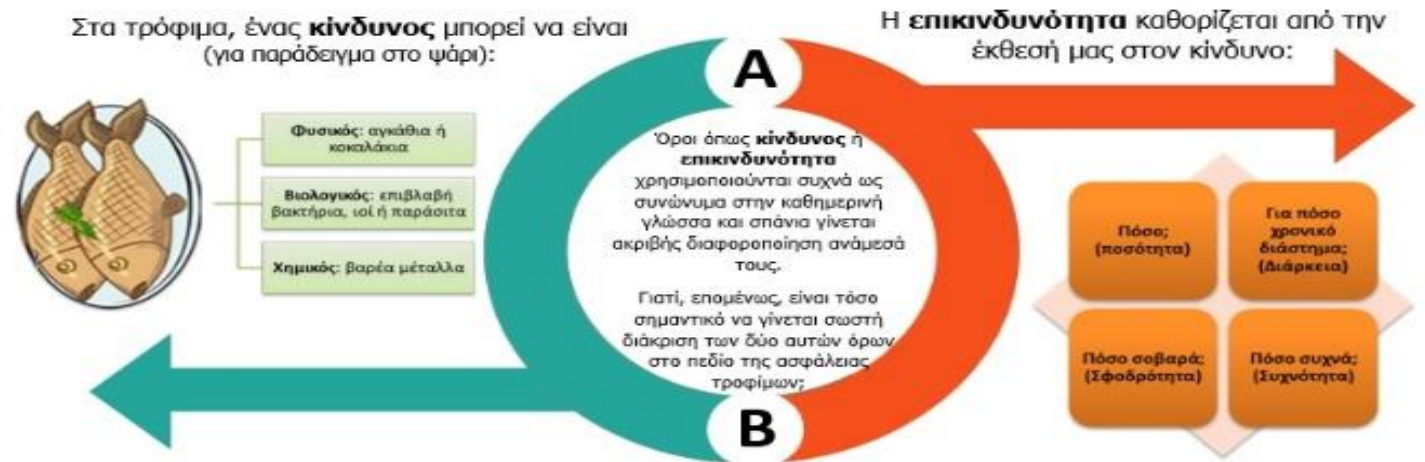 Στα τρόφιμα, ένας κίνδυνος μπορεί να είναι
(για παράδειγμα στο ψάρι):
Φυσικός: αγκάθια ή
κοκαλάκια
Βιολογικός: επιβλαβή
βακτήρια, ιοί ή παράσιτα
Χημικός: βαρέα μέταλλα
A
Όροι όπως κίνδυνος ή
επικινδυνότητα
χρησιμοποιούνται συχνά ως
συνώνυμα στην καθημερινή
γλώσσα και σπάνια γίνεται
ακριβής διαφοροποίηση ανάμεσά
τους.
Γιατί, επομένως, είναι τόσο
σημαντικό να γίνεται σωστή
διάκριση των δύο αυτών όρων
στο πεδίο της ασφάλειας
τροφίμων;
B
Η επικινδυνότητα καθορίζεται από την
έκθεσή μας στον κίνδυνο:
Πόσο;
(ποσότητα)
Για πόσο
χρονικό
διάστημα;
(Διάρκεια)
Πόσο σοβαρά;
(Σφοδρότητα)
Πόσο συχνά;
(Συχνότητα)